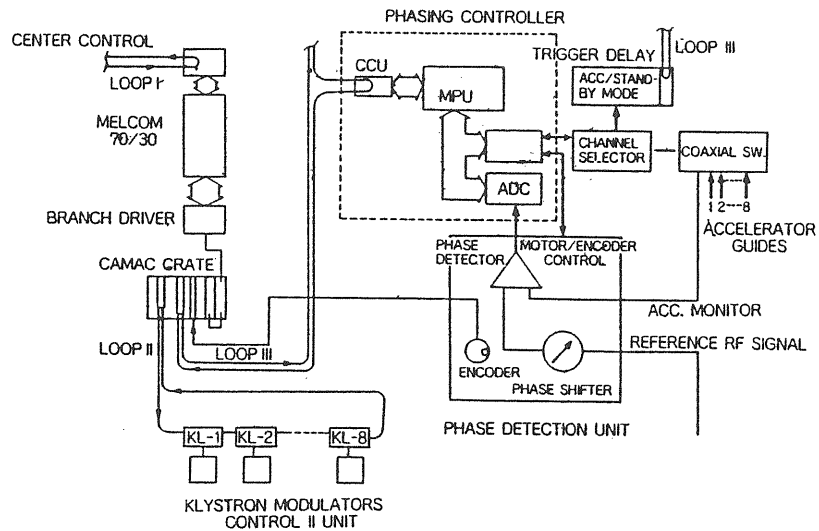 PHASING CONTROLLER
CENTER CONTROL
LOOP I
MELCOM
70/30
BRANCH DRIVER
CAMAC CRATE
CCU
MPU
ADC
TRIGGER DELAY
LOOP III
ACC/STAND-
BY MODE
CHANNEL
SELECTOR
COAXIAL SW.
1 2---8
ACCELERATOR
GUIDES
PHASE
DETECTOR
MOTOR/ENCODER
CONTROL
ACC. MONITOR
REFERENCE RF SIGNAL
LOOP II
LOOP III
ENCODER
PHASE SHIFTER
PHASE DETECTION UNIT
KL-1
KL-2
KL-8
KLYSTRON MODULATORS
CONTROL II UNIT